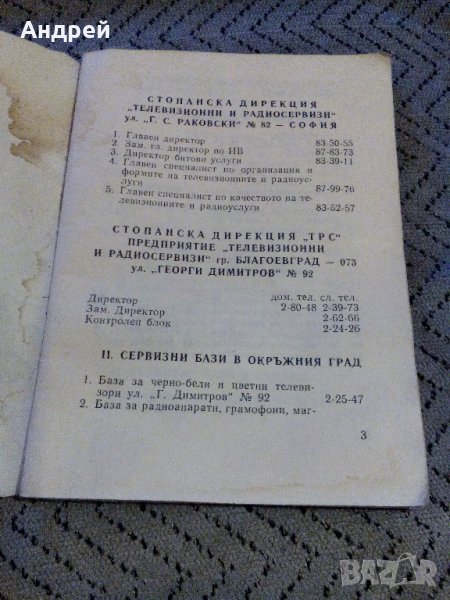 Андрей
СТОПАНСКА ДИРЕКЦИЯ
„ТЕЛЕВИЗИОННИ И РАДИОСЕРВИЗИ"
ул. „Г. С. РАКОВСКИ" № 82 — СОФИЯ
1 Главен директор 83-50-55
2. Зам. гл. директор по ИВ 87-83-73
3. Директор битови услуги 83-39-11
4. Главен специалист по организация и
формите на телевизионните и радиоус-
луги 87-99-76
5. Главен специалист по качеството на те-
левизионните и радиоуслуги 83-52-57
СТОПАНСКА ДИРЕКЦИЯ „ТРС"
ПРЕДПРИЯТИЕ „ТЕЛЕВИЗИОННИ
И РАДИОСЕРВИЗИ" гр. БЛАГОЕВГРАД — 073
ул. „ГЕОРГИ ДИМИТРОВ" № 92
дом. тел. сл. тел.
Директор 2-80-48 2-39-73
Зам. Директор 2-62-66
Контролен блок 2-24-26
II. СЕРВИЗНИ БАЗИ В ОКРЪЖНИЯ ГРАД
1. База за черно-бели и цветни телеви-
зори ул. „Г. Димитров" № 92 2-25-47
2. База за радиоапарати, грамофони, маг-
3
BAZAR